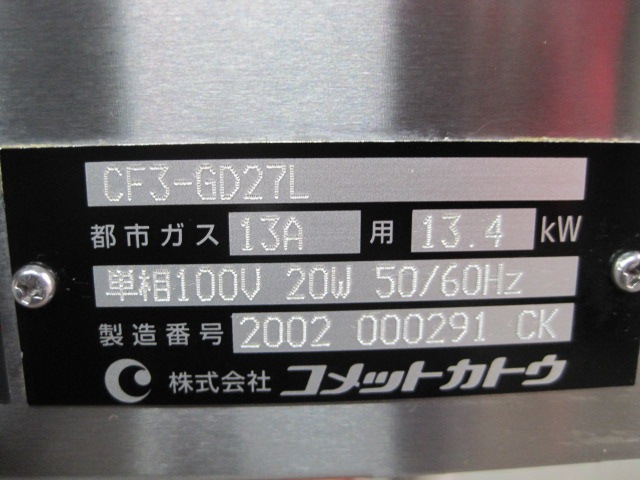 CF3-GD27L
都市ガス 13A 用 13.4 kW
単相100V 20W 50/60Hz
製造番号 2002 000291 CK
株式会社 コメットカトウ